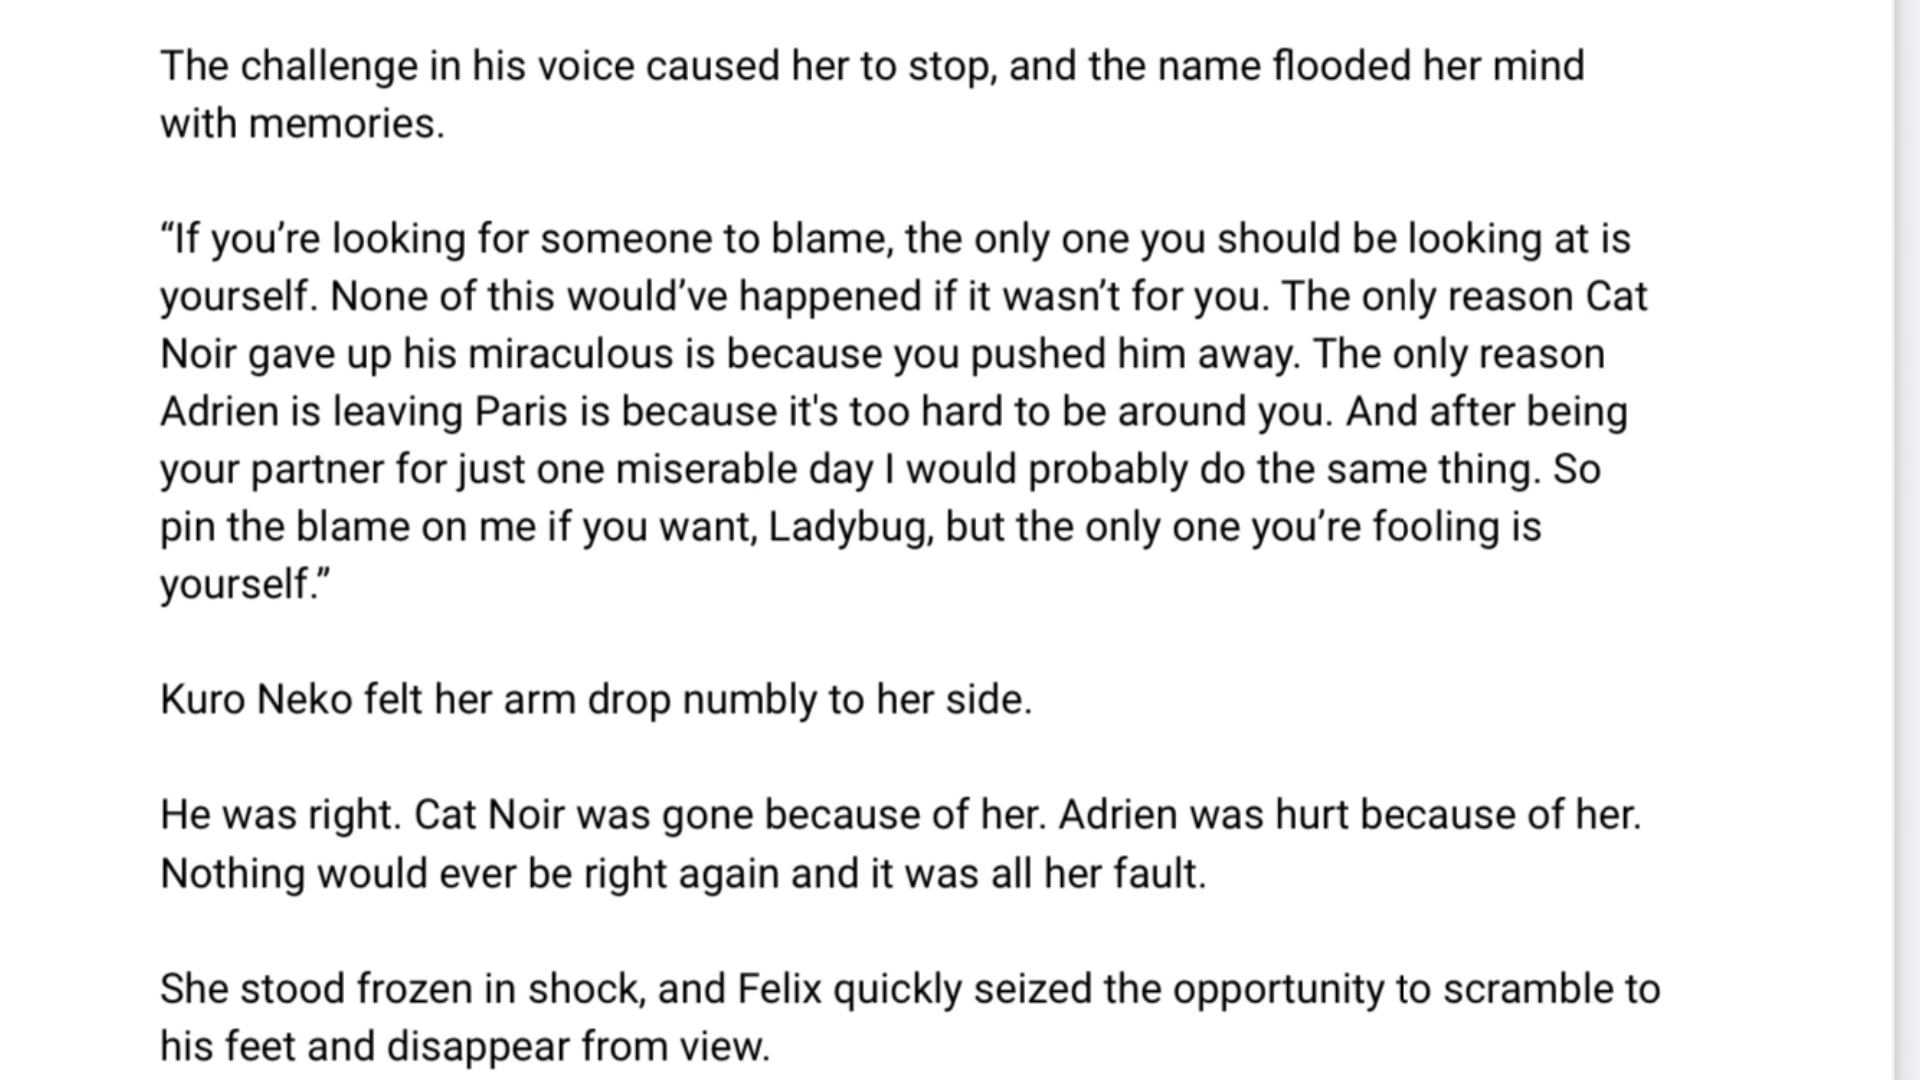 The challenge in his voice caused her to stop, and the name flooded her mind
with memories.
“If you’re looking for someone to blame, the only one you should be looking at is
yourself. None of this would’ve happened if it wasn’t for you. The only reason Cat
Noir gave up his miraculous is because you pushed him away. The only reason
Adrien is leaving Paris is because it's too hard to be around you. And after being
your partner for just one miserable day I would probably do the same thing. So
pin the blame on me if you want, Ladybug, but the only one you’re fooling is
yourself.”
Kuro Neko felt her arm drop numbly to her side.
He was right. Cat Noir was gone because of her. Adrien was hurt because of her.
Nothing would ever be right again and it was all her fault.
She stood frozen in shock, and Felix quickly seized the opportunity to scramble to
his feet and disappear from view.